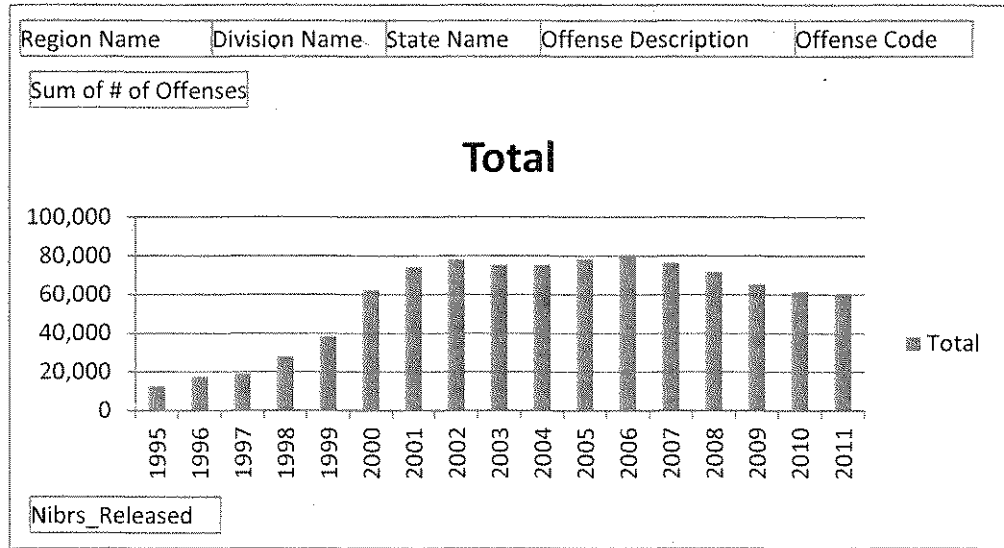 Region Name Division Name State Name Offense Description Offense Code
Sum of # of Offenses
Total
100,000
80,000
60,000
40,000
20,000
0
Total
1995 1996 1997 1998 1999 2000 2001 2002 2003 2004 2005 2006 2007 2008 2009 2010 2011
Nibrs_Released